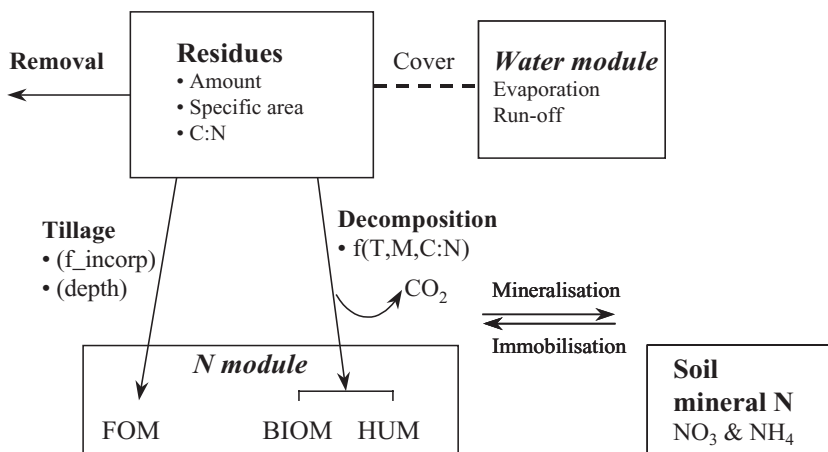 Removal
Residues
• Amount
• Specific area
• C:N
Cover
Water module
Evaporation
Run-off
Tillage
• (f_incorp)
• (depth)
Decomposition
• f(T,M,C:N)
CO₂
Mineralisation
Immobilisation
N module
FOM
BIOM
HUM
Soil
mineral N
NO₃ & NH₄